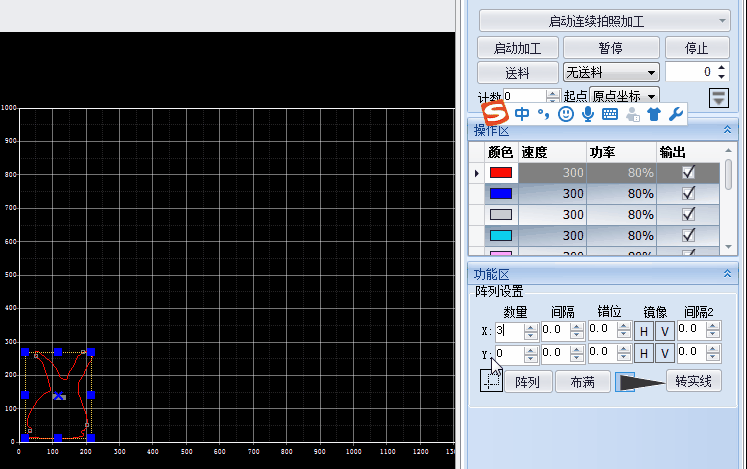 启动连续拍照加工
启动加工 暂停 停止
送料 无送料 0
计数 0 起点 原点坐标
中
操作区
颜色 速度 功率 输出
300 80%
300 80%
300 80%
300 80%
300 80%
功能区
阵列设置
数量 间隔 错位 镜像 间隔2
X: 3 0.0 0.0 H V 0.0
Y: 0 0.0 0.0 H V 0.0
阵列 布满 转实线
1000
900
800
700
600
500
400
300
200
100
0
0 100 200 300 400 500 600 700 800 900 1000 1100 1200 130